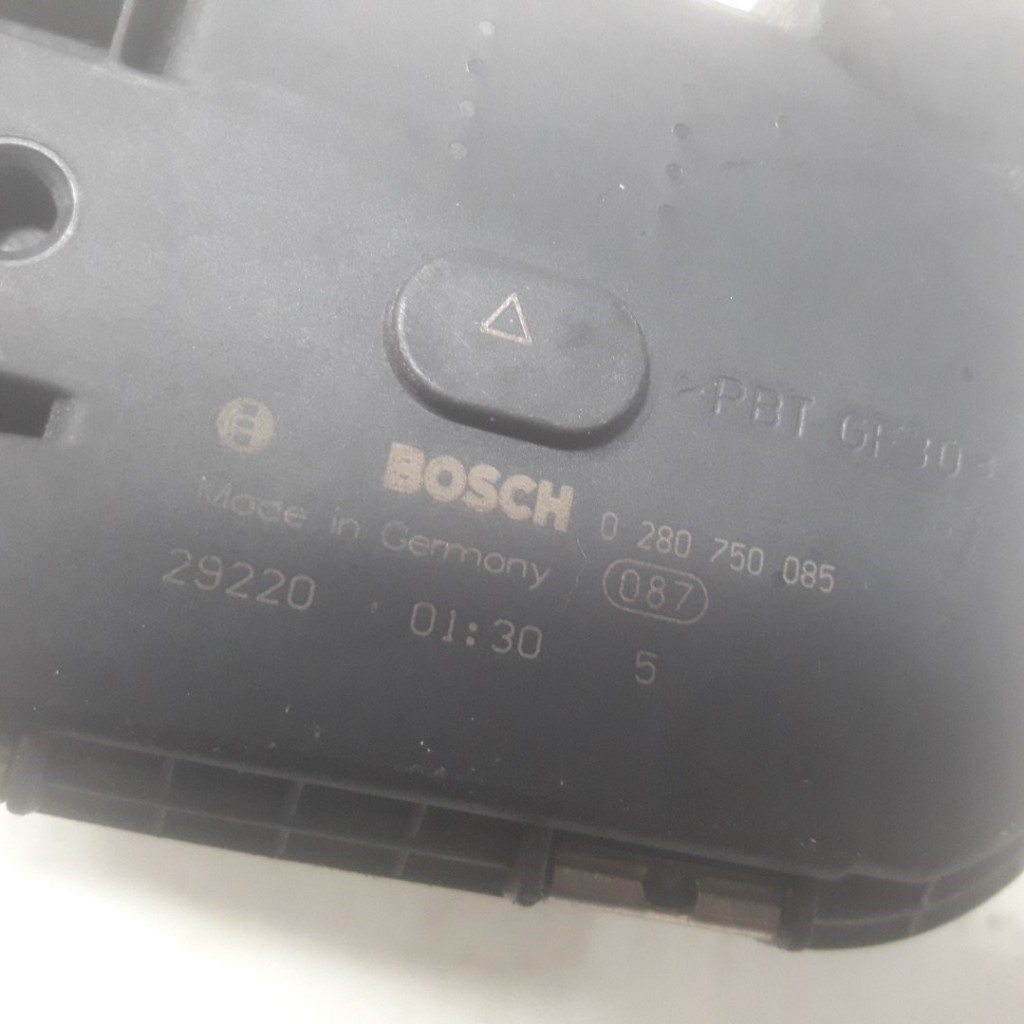 >PBT GF30<
BOSCH 0 280 750 085
Made in Germany 087
29220 01:30 5